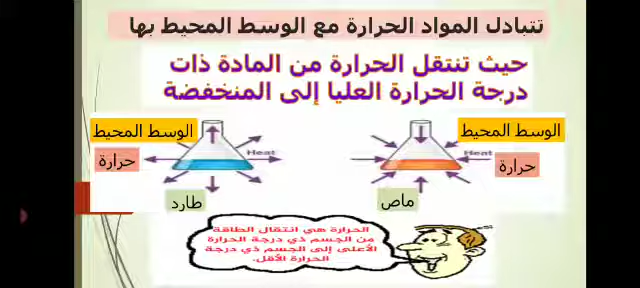 تتبادل المواد الحرارة مع الوسط المحيط بها
حيث تنتقل الحرارة من المادة ذات
درجة الحرارة العليا إلى المنخفضة
الوسط المحيط
الوسط المحيط
حرارة
Heat
Heat
حرارة
ماص
طارد
الحرارة هي انتقال الطاقة
من الجسم ذي درجة الحرارة
الأعلى إلى الجسم ذي درجة
الحرارة الأقل.